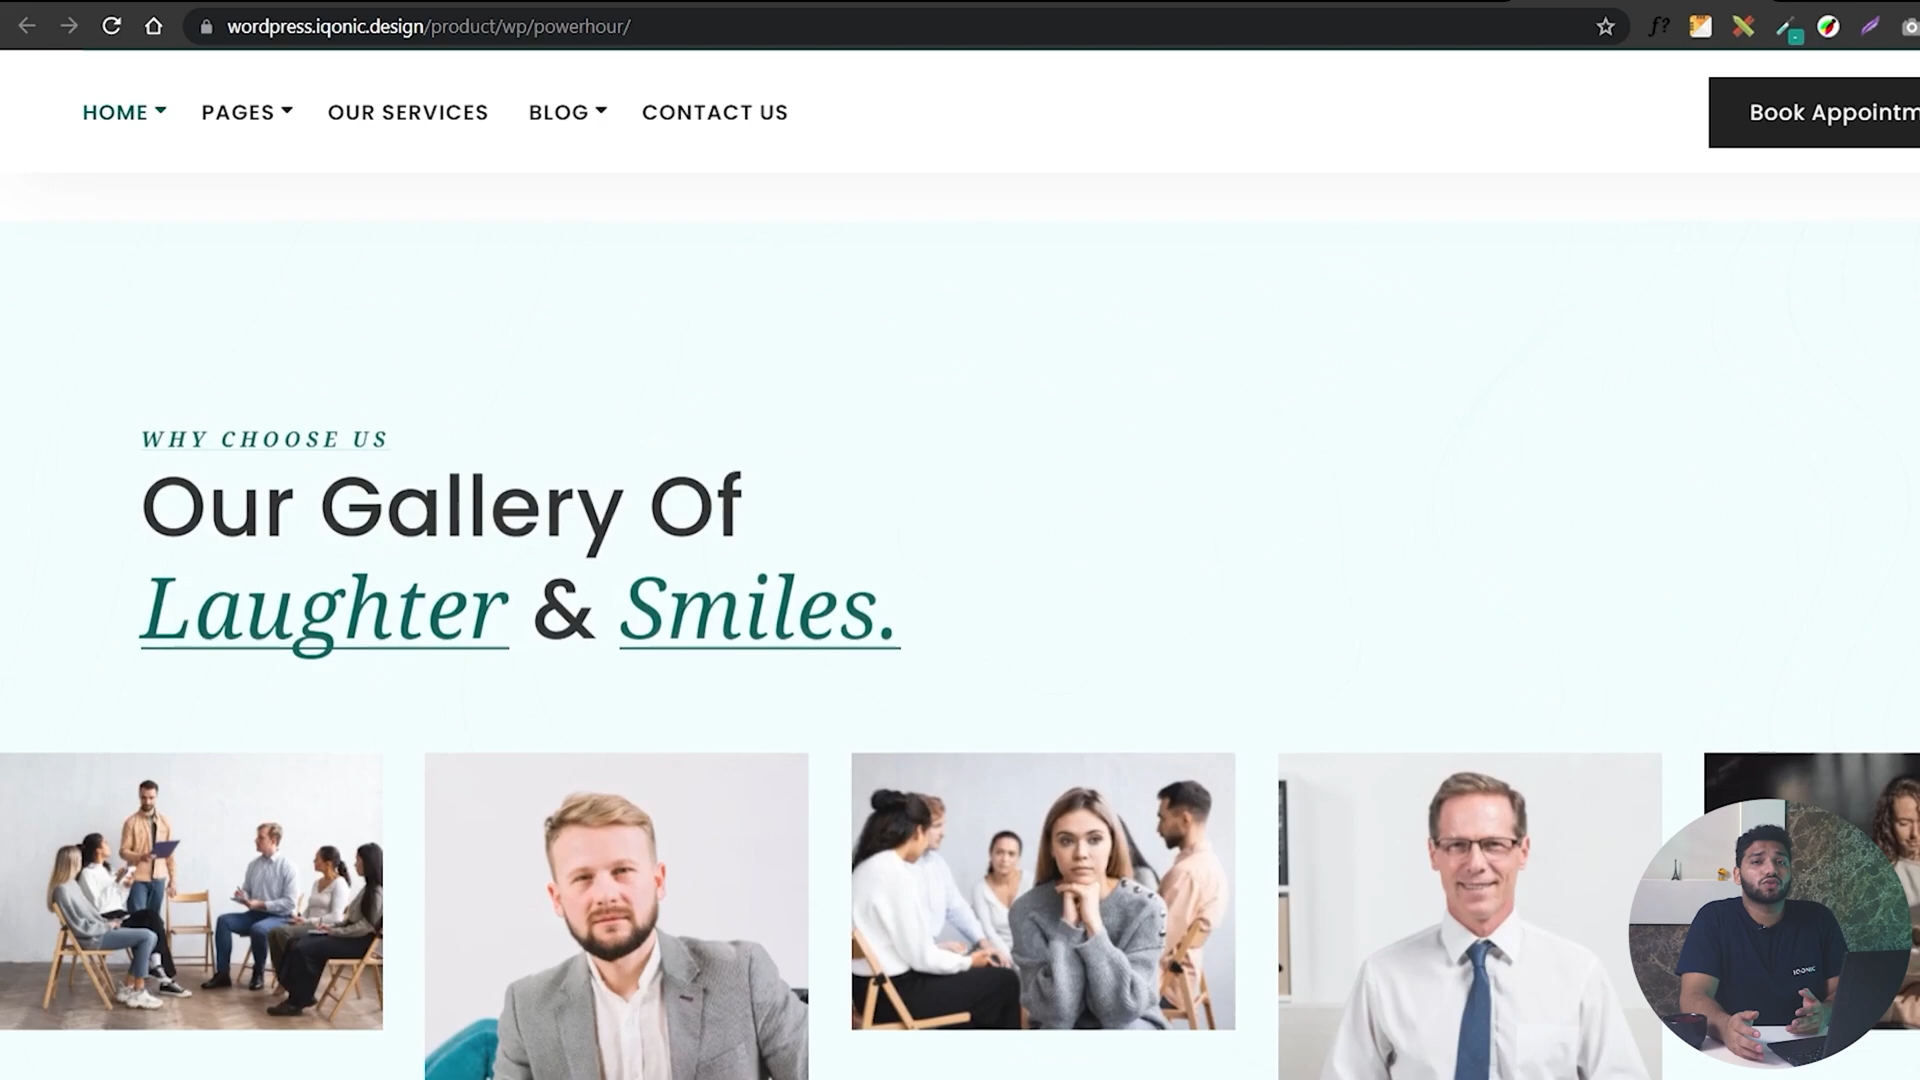 wordpress.iqonic.design/product/wp/powerhour/
HOME PAGES OUR SERVICES BLOG CONTACT US
Book Appointm
WHY CHOOSE US
Our Gallery Of
Laughter & Smiles.
IQONIC